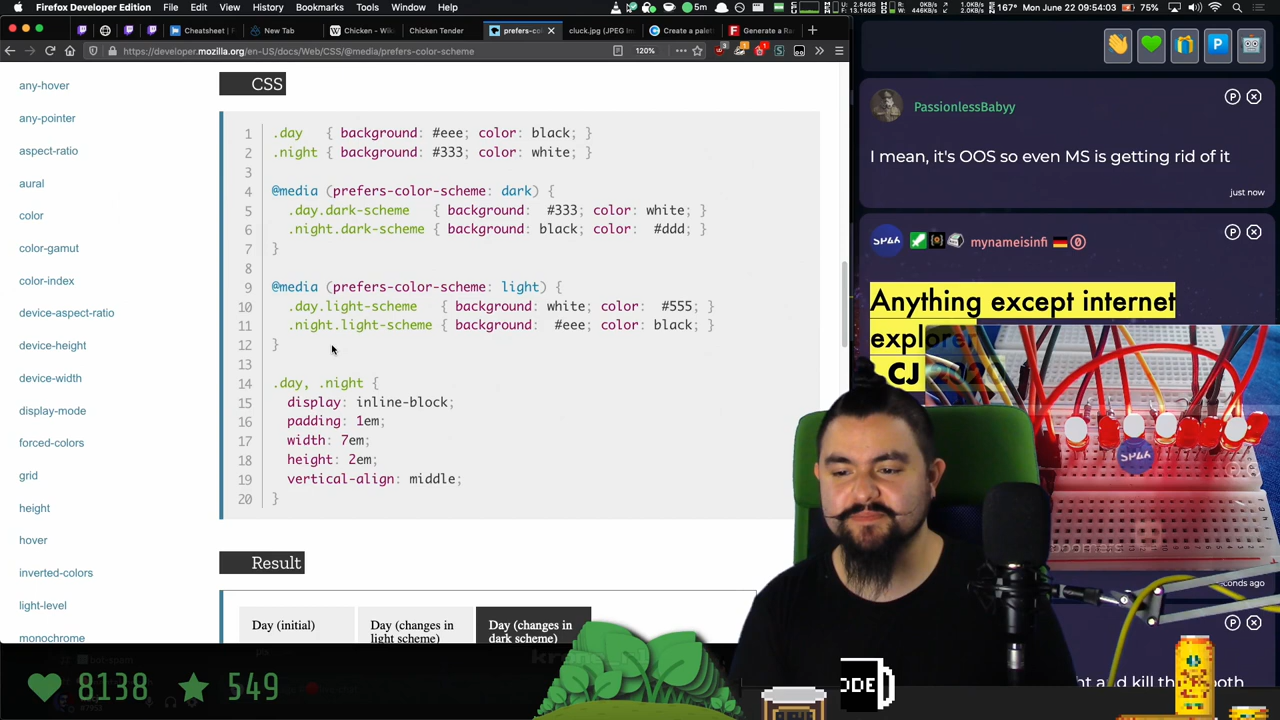 Firefox Developer Edition File Edit View History Bookmarks Tools Window Help
5m
167° Mon June 22 09:54:03
75%
Cheatsheet
New Tab
Chicken - Wiki
Chicken Tender
prefers-co
cluck.jpg (JPEG Im
Create a practic
Generate a Ra
https://developer.mozilla.org/en-US/docs/Web/CSS/@media/prefers-color-scheme
120%
any-hover
any-pointer
aspect-ratio
aural
color
color-gamut
color-index
device-aspect-ratio
device-height
device-width
display-mode
forced-colors
grid
height
hover
inverted-colors
light-level
monochrome
CSS
1 .day { background: #eee; color: black; }
2 .night { background: #333; color: white; }
3
4 @media (prefers-color-scheme: dark) {
5 .day.dark-scheme { background: #333; color: white; }
6 .night.dark-scheme { background: black; color: #ddd; }
7 }
8
9 @media (prefers-color-scheme: light) {
10 .day.light-scheme { background: white; color: #555; }
11 .night.light-scheme { background: #eee; color: black; }
12 }
13
14 .day, .night {
15 display: inline-block;
16 padding: 1em;
17 width: 7em;
18 height: 2em;
19 vertical-align: middle;
20 }
Result
Day (initial)
Day (changes in
light scheme)
Day (changes in
dark scheme)
PassionlessBabyy
I mean, it's OOS so even MS is getting rid of it
just now
SPAK
mynameisinfi
Anything except internet
explorer
CJ
SPAK
conds ago
8138 549
ODE